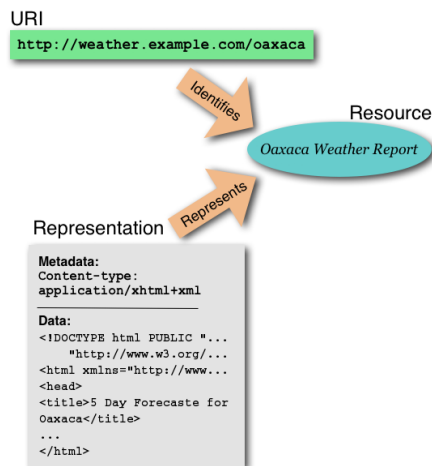 URI
http://weather.example.com/oaxaca
Identifies
Resource
Oaxaca Weather Report
Represents
Representation
Metadata:
Content-type:
application/xhtml+xml
Data:
<!DOCTYPE html PUBLIC "...
"http://www.w3.org/...
<html xmlns="http://www...
<head>
<title>5 Day Forecaste for
Oaxaca</title>
...
</html>